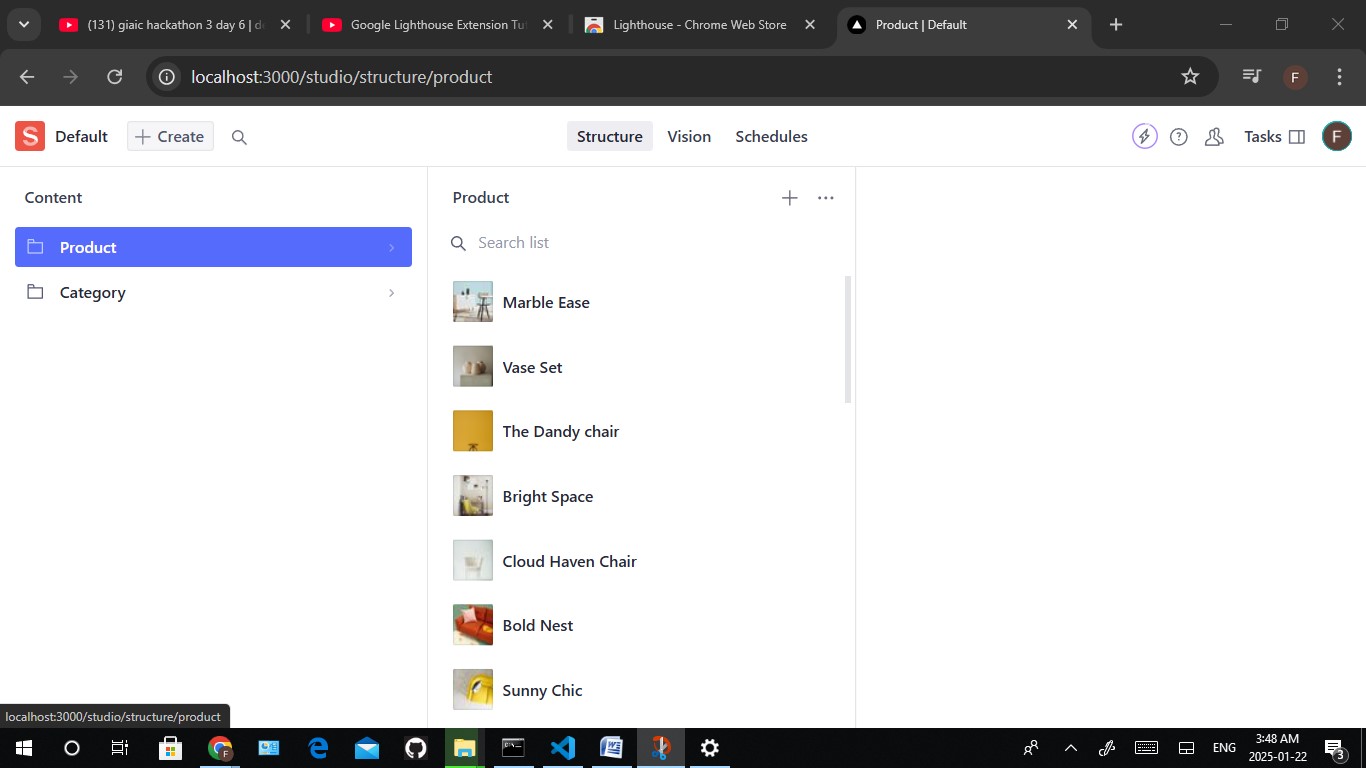 (131) giaic hackathon 3 day 6 | de
Google Lighthouse Extension Tut
Lighthouse - Chrome Web Store
Product | Default
localhost:3000/studio/structure/product
F
S
Default
Create
Structure
Vision
Schedules
Tasks
F
Content
Product
Category
Product
Search list
Marble Ease
Vase Set
The Dandy chair
Bright Space
Cloud Haven Chair
Bold Nest
Sunny Chic
localhost:3000/studio/structure/product
F
ENG
3:48 AM
2025-01-22
3